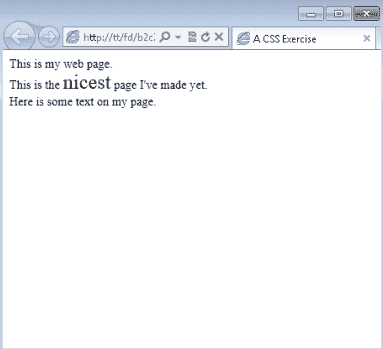 http://tt/fd/b2c
A CSS Exercise
This is my web page.
This is the nicest page I've made yet.
Here is some text on my page.